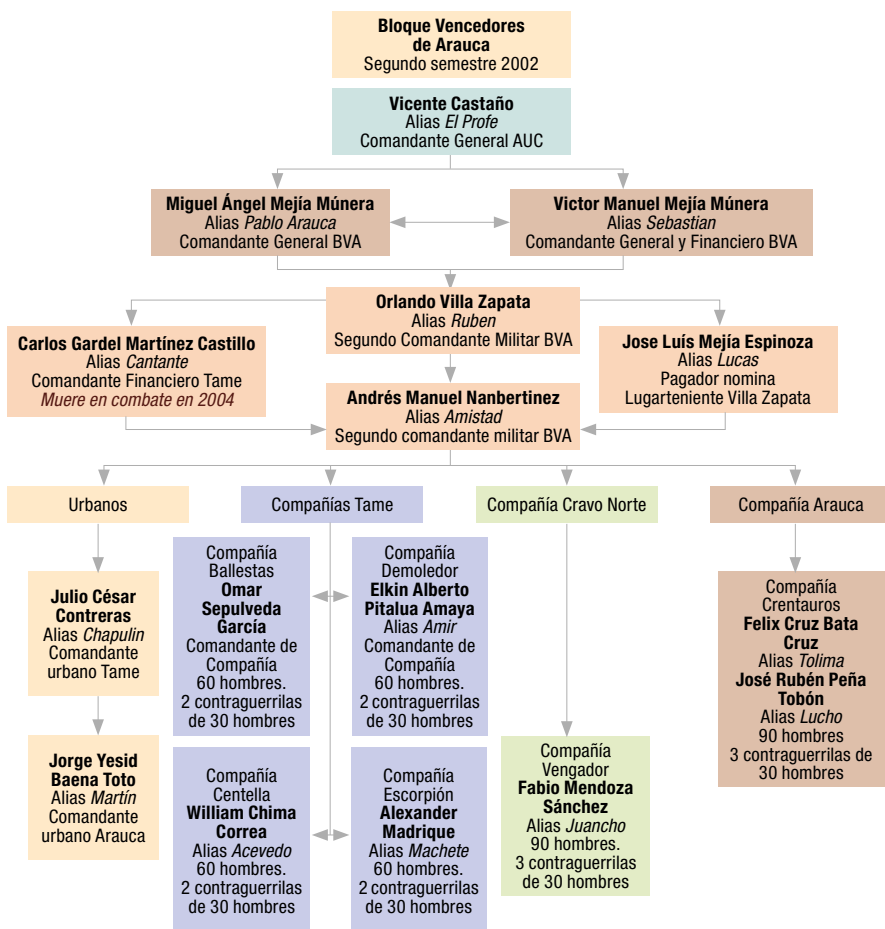 Bloque Vencedores
de Arauca
Segundo semestre 2002
Vicente Castaño
Alias El Profe
Comandante General AUC
Miguel Ángel Mejía Múnera
Alias Pablo Arauca
Comandante General BVA
Victor Manuel Mejía Múnera
Alias Sebastian
Comandante General y Financiero BVA
Orlando Villa Zapata
Alias Ruben
Segundo Comandante Militar BVA
Carlos Gardel Martínez Castillo
Alias Cantante
Comandante Financiero Tame
Muere en combate en 2004
Jose Luís Mejía Espinoza
Alias Lucas
Pagador nomina
Lugarteniente Villa Zapata
Andrés Manuel Nanbertinez
Alias Amistad
Segundo comandante militar BVA
Urbanos
Compañías Tame
Compañía Cravo Norte
Compañía Arauca
Julio César
Contreras
Alias Chapulin
Comandante
urbano Tame
Jorge Yesid
Baena Toto
Alias Martín
Comandante
urbano Arauca
Compañía
Ballestas
Omar
Sepulveda
García
Comandante de
Compañía
60 hombres.
2 contraguerrilas
de 30 hombres
Compañía
Demoledor
Elkin Alberto
Pitalua Amaya
Alias Amir
Comandante de
Compañía
60 hombres.
2 contraguerrilas
de 30 hombres
Compañía
Centella
William Chima
Correa
Alias Acevedo
60 hombres.
2 contraguerrilas
de 30 hombres
Compañía
Escorpión
Alexander
Madrique
Alias Machete
60 hombres.
2 contraguerrilas
de 30 hombres
Compañía
Vengador
Fabio Mendoza
Sánchez
Alias Juancho
90 hombres.
3 contraguerrilas
de 30 hombres
Compañía
Crentauros
Felix Cruz Bata
Cruz
Alias Tolima
José Rubén Peña
Tobón
Alias Lucho
90 hombres
3 contraguerrilas de
30 hombres